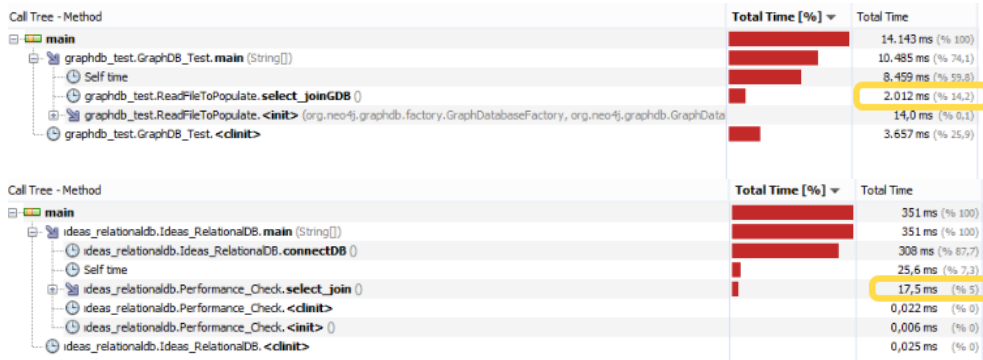 Call Tree - Method Total Time [%] Total Time
main 14.143 ms (% 100)
graphdb_test.GraphDB_Test.main (String[]) 10.485 ms (% 74,1)
Self time 8.459 ms (% 59,8)
graphdb_test.ReadFileToPopulate.select_joinGDB () 2.012 ms (% 14,2)
graphdb_test.ReadFileToPopulate.<init> (org.neo4j.graphdb.factory.GraphDatabaseFactory, org.neo4j.graphdb.GraphData 14,0 ms (% 0,1)
graphdb_test.GraphDB_Test.<clinit> 3.657 ms (% 25,9)
Call Tree - Method Total Time [%] Total Time
main 351 ms (% 100)
ideas_relationaldb.Ideas_RelationalDB.main (String[]) 351 ms (% 100)
ideas_relationaldb.Ideas_RelationalDB.connectDB () 308 ms (% 87,7)
Self time 25,6 ms (% 7,3)
ideas_relationaldb.Performance_Check.select_join () 17,5 ms (% 5)
ideas_relationaldb.Performance_Check.<clinit> 0,022 ms (% 0)
ideas_relationaldb.Performance_Check.<init> () 0,006 ms (% 0)
ideas_relationaldb.Ideas_RelationalDB.<clinit> 0,025 ms (% 0)